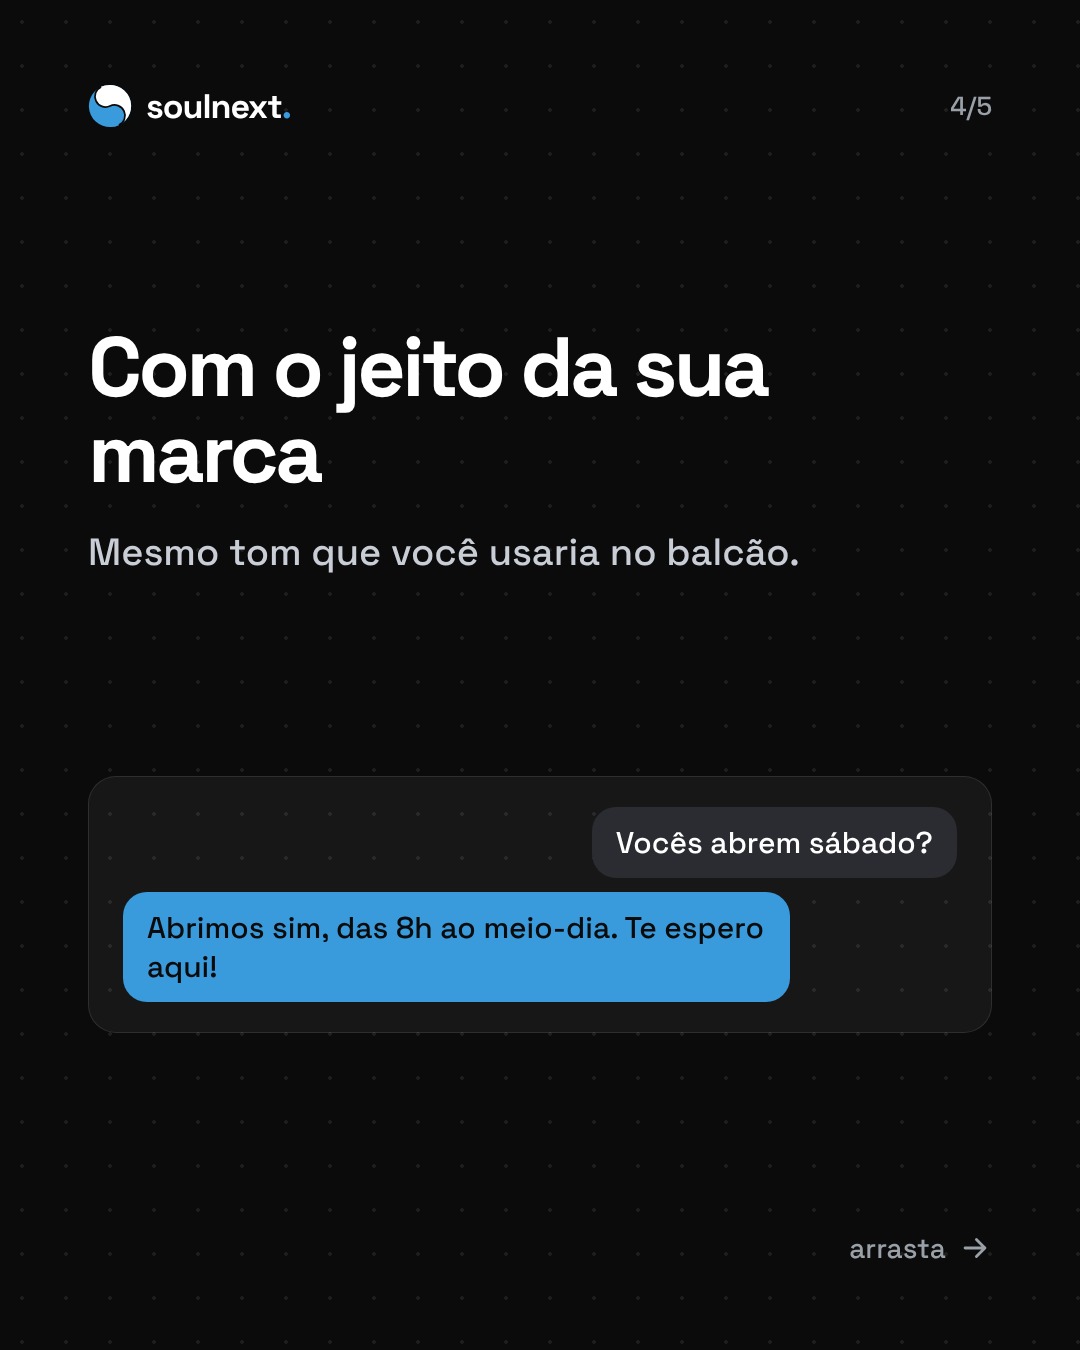 soulnext.
4/5
Com o jeito da sua
marca
Mesmo tom que você usaria no balcão.
Vocês abrem sábado?
Abrimos sim, das 8h ao meio-dia. Te espero
aqui!
arrasta →